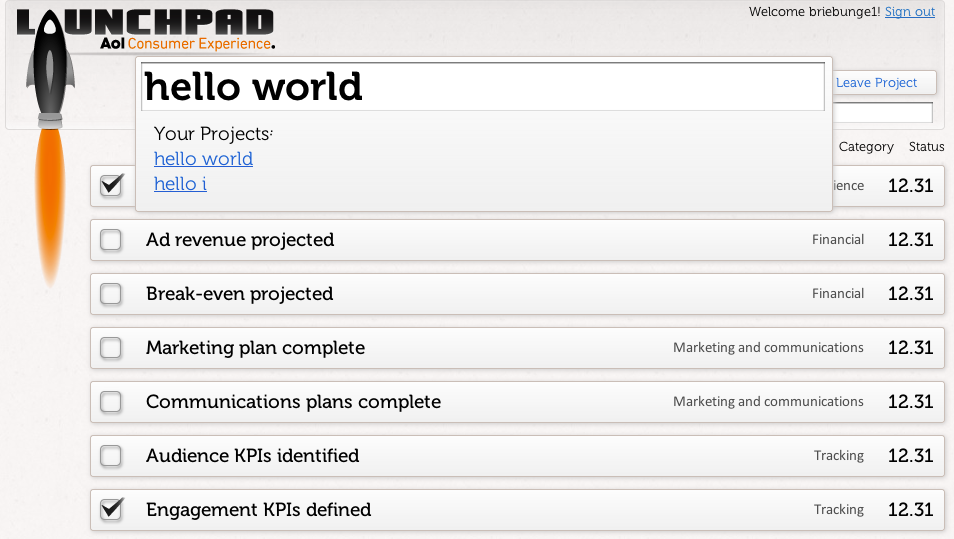 LAUNCHPAD
Aol Consumer Experience.
Welcome briebunge1! Sign out
hello world
Leave Project
Your Projects:
hello world
hello i
Category Status
ience 12.31
Ad revenue projected Financial 12.31
Break-even projected Financial 12.31
Marketing plan complete Marketing and communications 12.31
Communications plans complete Marketing and communications 12.31
Audience KPIs identified Tracking 12.31
Engagement KPIs defined Tracking 12.31